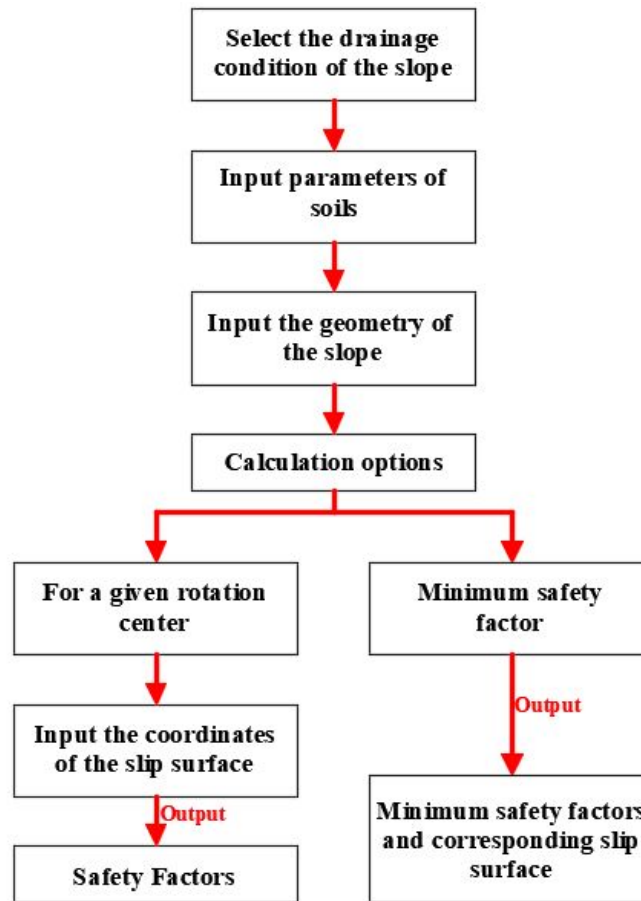 Select the drainage
condition of the slope
Input parameters of
soils
Input the geometry of
the slope
Calculation options
For a given rotation
center
Input the coordinates
of the slip surface
Output
Safety Factors
Minimum safety
factor
Output
Minimum safety factors
and corresponding slip
surface